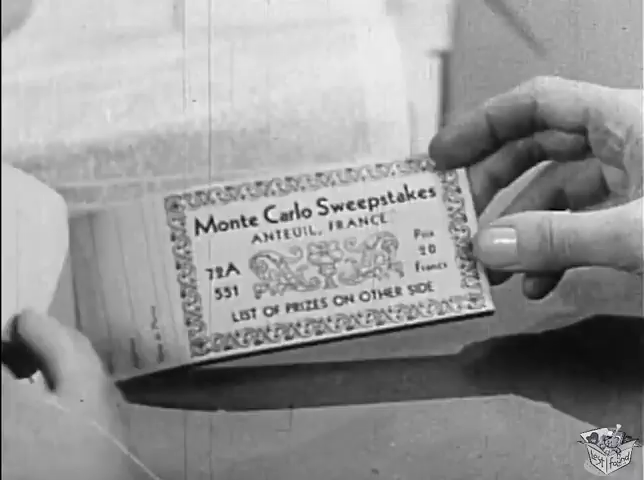 Monte Carlo Sweepstakes
ANTEUIL, FRANCE
72A
551
Prix
20
Francs
LIST OF PRIZES ON OTHER SIDE